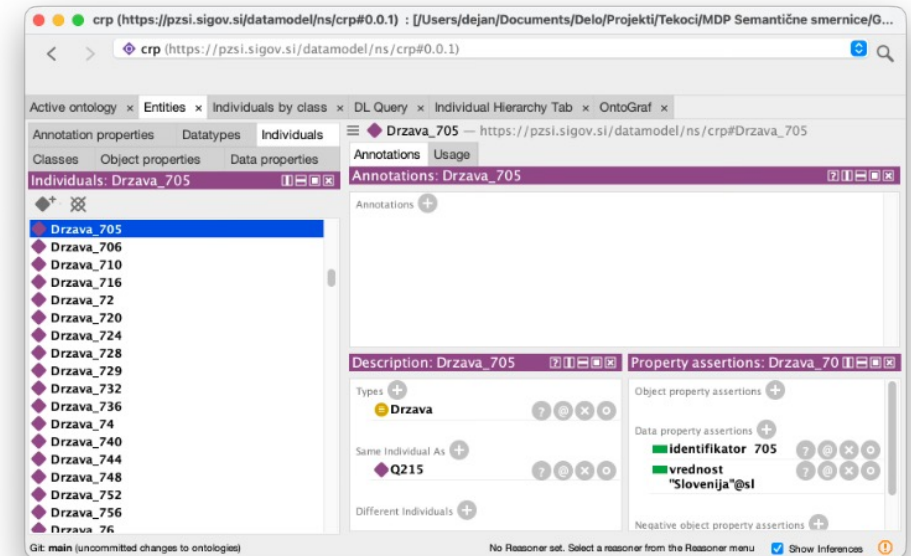 crp (https://pzsi.sigov.si/datamodel/ns/crp#0.0.1) : [/Users/dejan/Documents/Delo/Projekti/Tekoci/MDP Semantične smernice/G...
crp (https://pzsi.sigov.si/datamodel/ns/crp#0.0.1)
Active ontology × Entities × Individuals by class × DL Query × Individual Hierarchy Tab × OntoGraf ×
Annotation properties Datatypes Individuals
Classes Object properties Data properties
Individuals: Drzava_705
Drzava_705
Drzava_706
Drzava_710
Drzava_716
Drzava_72
Drzava_720
Drzava_724
Drzava_728
Drzava_729
Drzava_732
Drzava_736
Drzava_74
Drzava_740
Drzava_744
Drzava_748
Drzava_752
Drzava_756
Drzava_76
Drzava_705 — https://pzsi.sigov.si/datamodel/ns/crp#Drzava_705
Annotations Usage
Annotations: Drzava_705
Annotations
Description: Drzava_705
Types
Drzava
Same Individual As
Q215
Different Individuals
Property assertions: Drzava_70
Object property assertions
Data property assertions
identifikator 705
vrednost
"Slovenija"@sl
Negative object property assertions
Git: main (uncommitted changes to ontologies)
No Reasoner set. Select a reasoner from the Reasoner menu Show Inferences